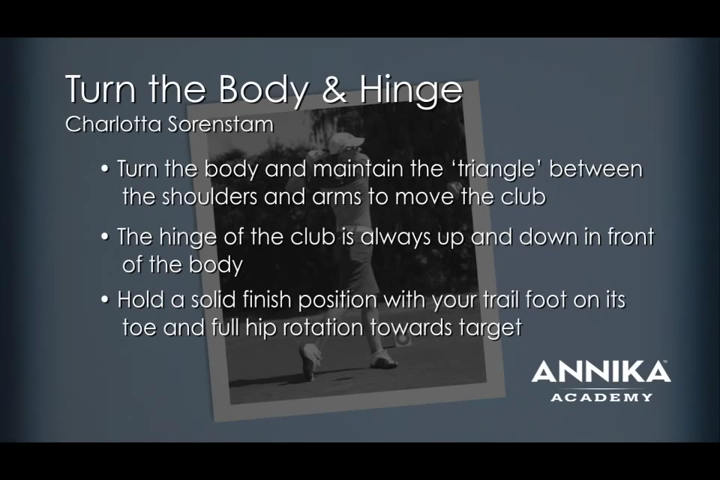 Turn the Body & Hinge
Charlotta Sorenstam
• Turn the body and maintain the ‘triangle’ between
the shoulders and arms to move the club
• The hinge of the club is always up and down in front
of the body
• Hold a solid finish position with your trail foot on its
toe and full hip rotation towards target
ANNIKA™
ACADEMY